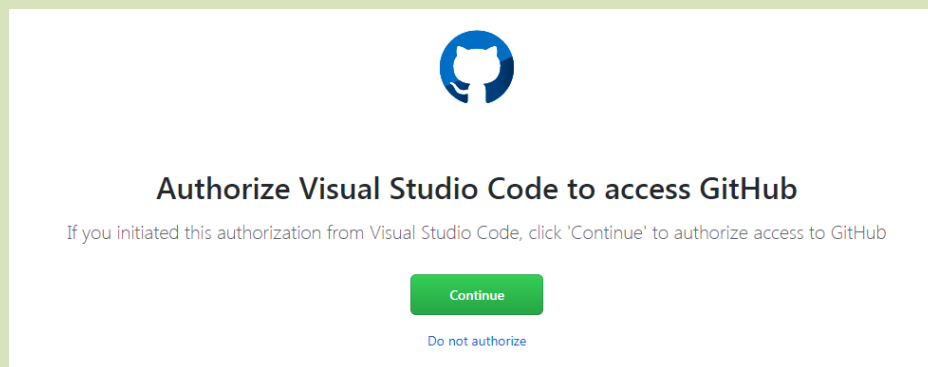 Authorize Visual Studio Code to access GitHub
If you initiated this authorization from Visual Studio Code, click 'Continue' to authorize access to GitHub
Continue
Do not authorize